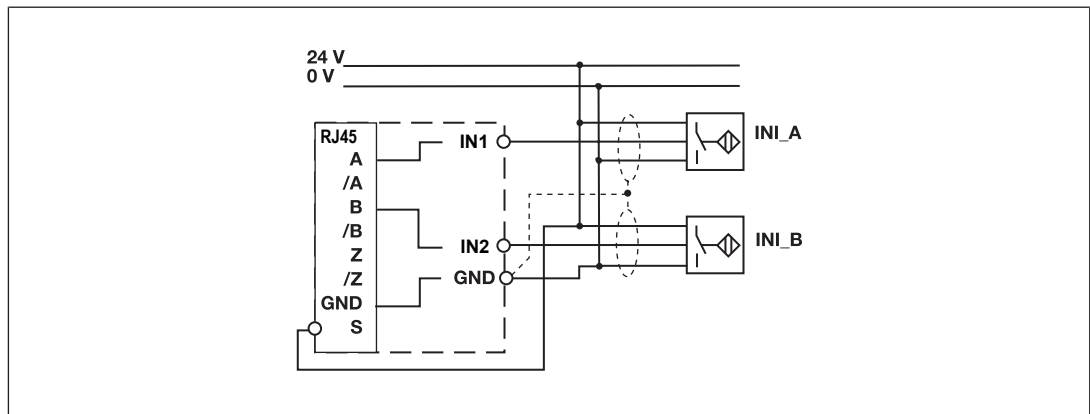 24 V
0 V
RJ45
A
/A
B
/B
Z
/Z
GND
S
IN1
IN2
GND
INI_A
INI_B